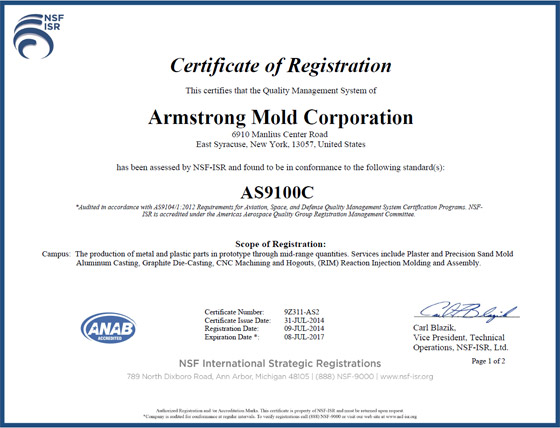 NSF
ISR
Certificate of Registration
This certifies that the Quality Management System of
Armstrong Mold Corporation
6910 Manlius Center Road
East Syracuse, New York, 13057, United States
has been assessed by NSF-ISR and found to be in conformance to the following standard(s):
AS9100C
*Audited in accordance with AS9104/1:2012 Requirements for Aviation, Space, and Defense Quality Management System Certification Programs. NSF-
ISR is accredited under the Americas Aerospace Quality Group Registration Management Committee.
Scope of Registration:
Campus: The production of metal and plastic parts in prototype through mid-range quantities. Services include Plaster and Precision Sand Mold
Aluminum Casting, Graphite Die-Casting, CNC Machining and Hogouts, (RIM) Reaction Injection Molding and Assembly.
ANAB
ACCREDITED
Certificate Number: 9Z311-AS2
Certificate Issue Date: 31-JUL-2014
Registration Date: 09-JUL-2014
Expiration Date *: 08-JUL-2017
Carl Blazik
Carl Blazik,
Vice President, Technical
Operations, NSF-ISR, Ltd.
Page 1 of 2
NSF International Strategic Registrations
789 North Dixboro Road, Ann Arbor, Michigan 48105 | (888) NSF-9000 | www.nsf-isr.org
Authorized Registration and/or Accreditation Marks. This certificate is property of NSF-ISR and must be returned upon request.
*Company is audited for conformance at regular intervals. To verify registrations call (888) NSF-9000 or visit our web site at www.nsf-isr.org